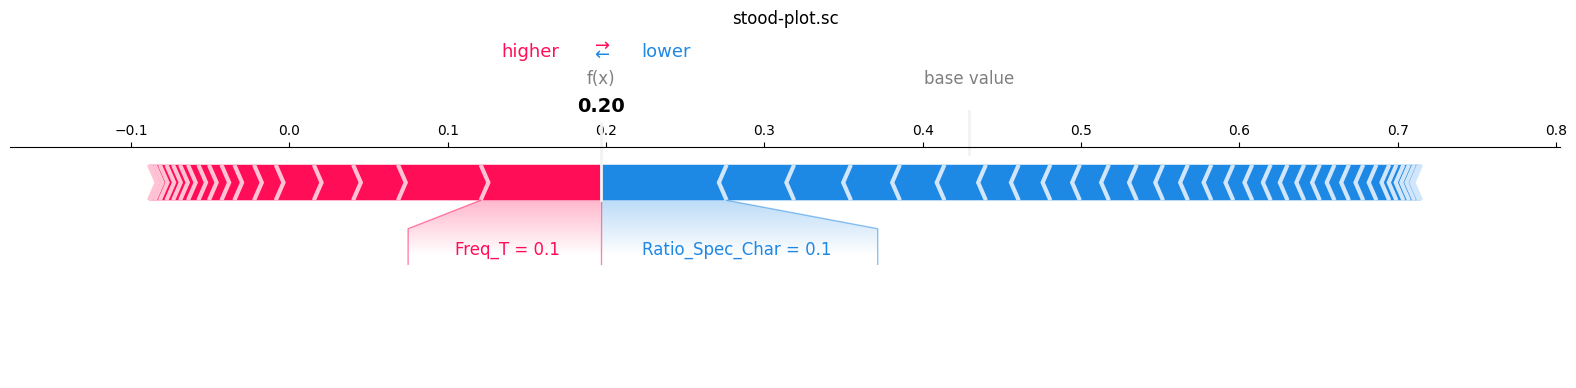 stood-plot.sc
higher ⇄ lower
f(x) base value
0.20
−0.1 0.0 0.1 0.2 0.3 0.4 0.5 0.6 0.7 0.8
Freq_T = 0.1 Ratio_Spec_Char = 0.1